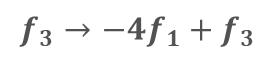 f₃ → −4f₁ + f₃